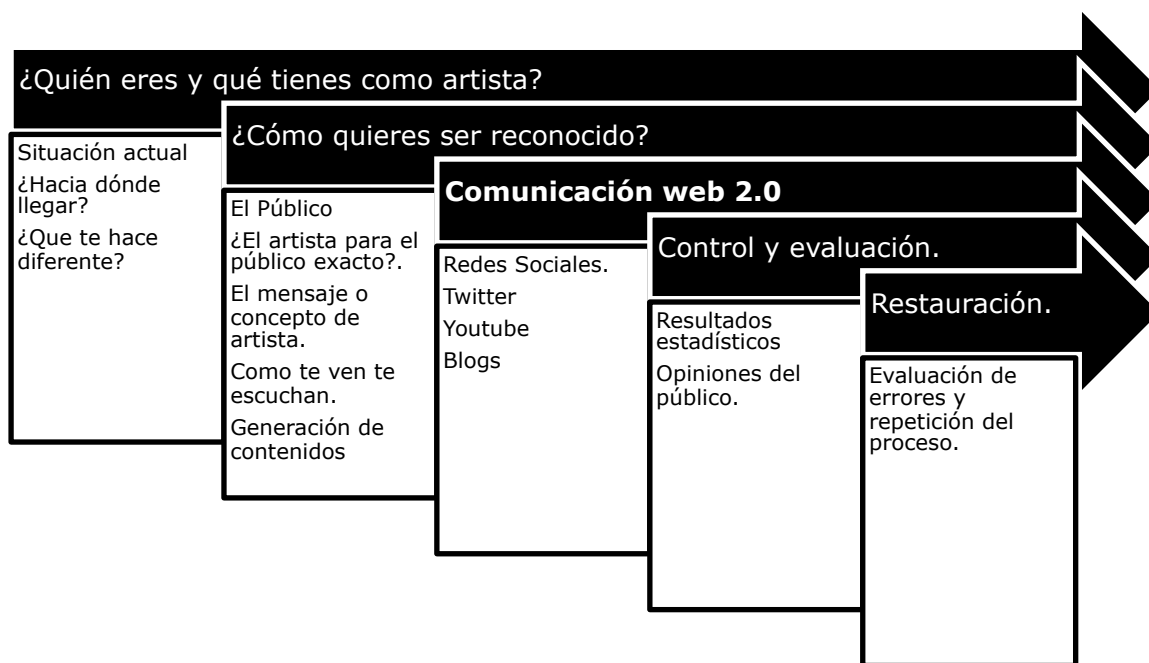 ¿Quién eres y qué tienes como artista?
Situación actual
¿Hacia dónde
llegar?
¿Que te hace
diferente?
¿Cómo quieres ser reconocido?
El Público
¿El artista para el
público exacto?.
El mensaje o
concepto de
artista.
Como te ven te
escuchan.
Generación de
contenidos
Comunicación web 2.0
Redes Sociales.
Twitter
Youtube
Blogs
Control y evaluación.
Resultados
estadísticos
Opiniones del
público.
Restauración.
Evaluación de
errores y
repetición del
proceso.